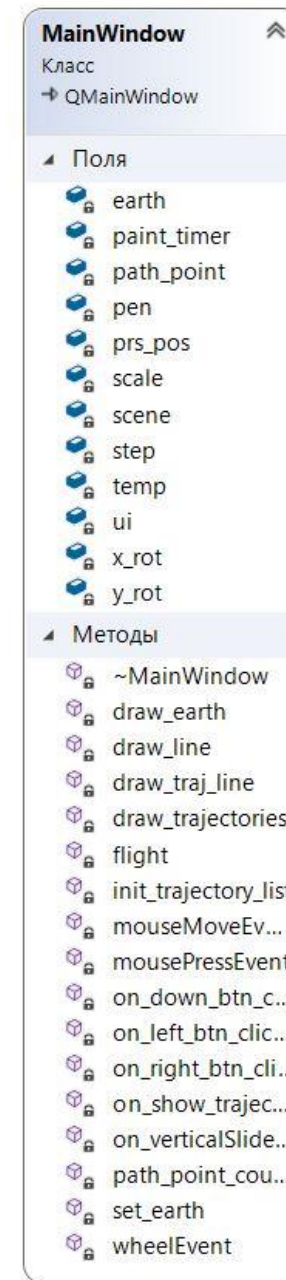 MainWindow
Класс
QMainWindow
Поля
earth
paint_timer
path_point
pen
prs_pos
scale
scene
step
temp
ui
x_rot
y_rot
Методы
~MainWindow
draw_earth
draw_line
draw_traj_line
draw_trajectories
flight
init_trajectory_list
mouseMoveEv...
mousePressEvent
on_down_btn_c...
on_left_btn_clic...
on_right_btn_cli...
on_show_trajec...
on_verticalSlide...
path_point_cou...
set_earth
wheelEvent